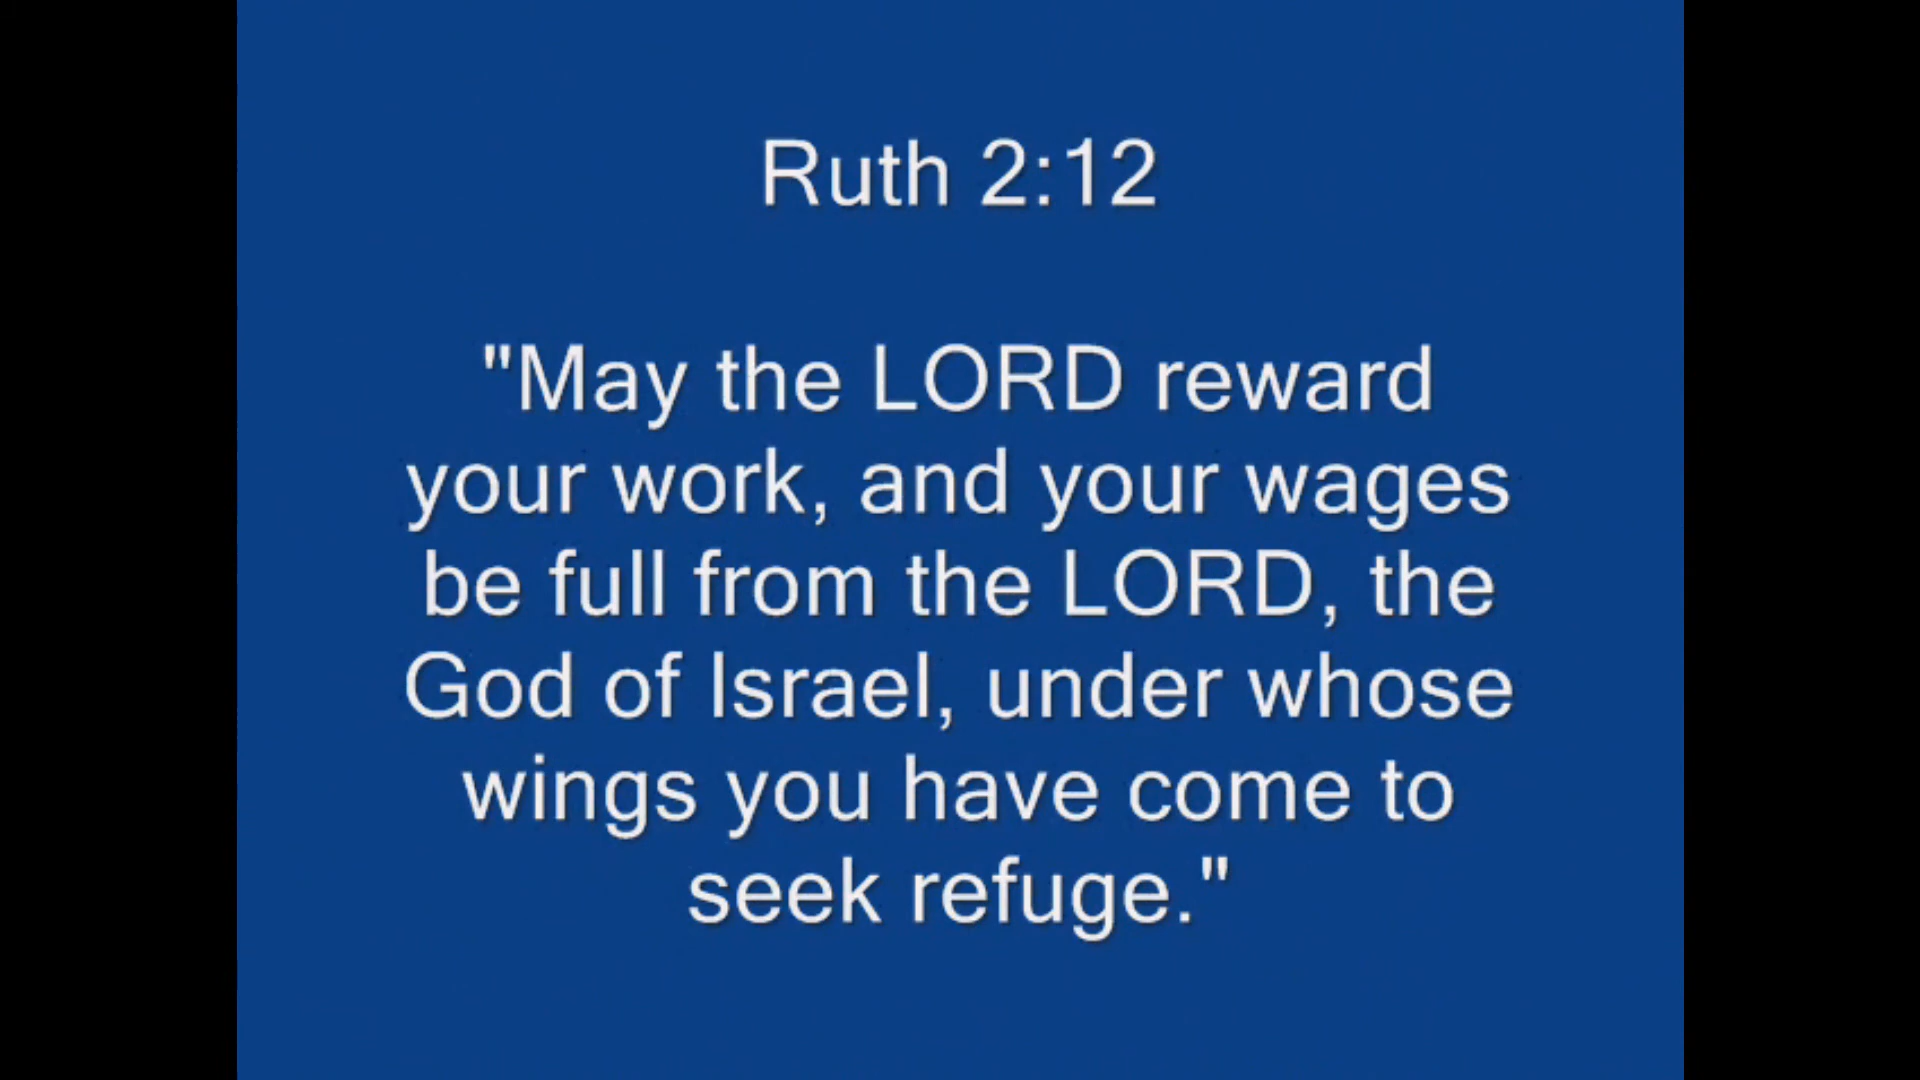 Ruth 2:12
"May the LORD reward
your work, and your wages
be full from the LORD, the
God of Israel, under whose
wings you have come to
seek refuge."